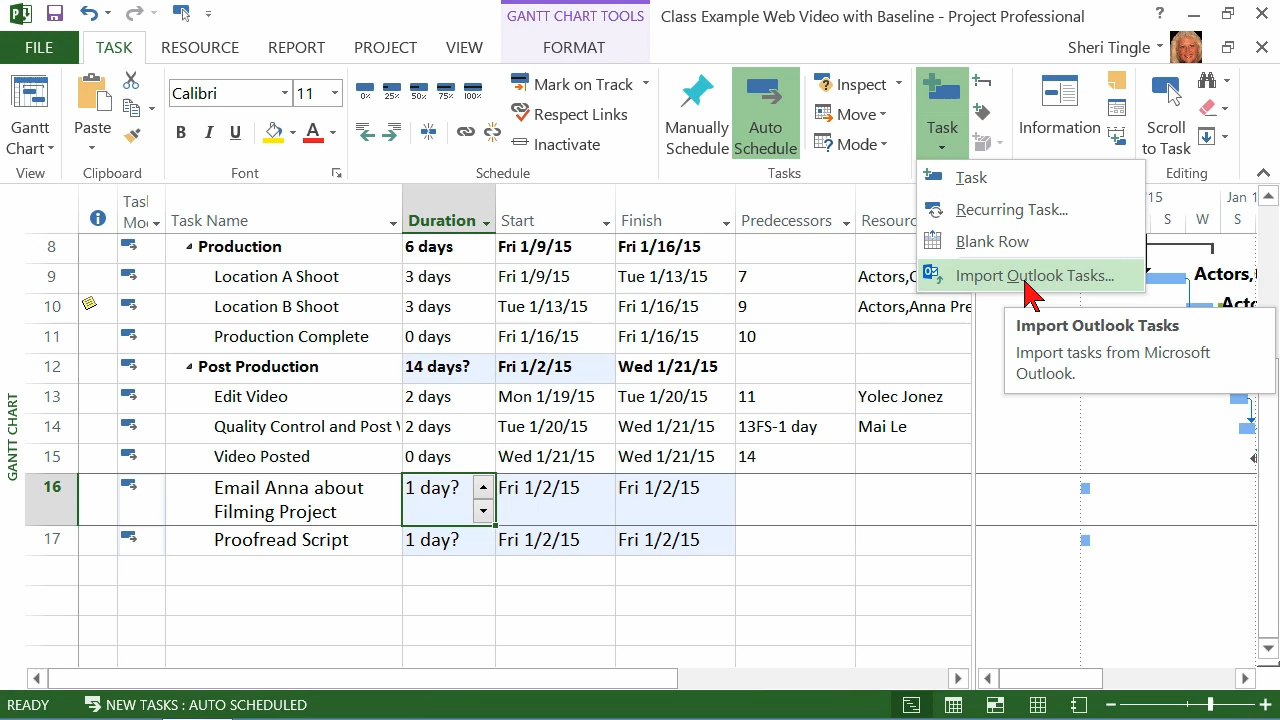 GANTT CHART TOOLS
Class Example Web Video with Baseline - Project Professional
?
FILE
TASK
RESOURCE
REPORT
PROJECT
VIEW
FORMAT
Sheri Tingle
Gantt
Chart
View
Paste
Clipboard
Calibri
11
B I U
A
Font
0% 25% 50% 75% 100%
Mark on Track
Respect Links
Inactivate
Schedule
Manually
Schedule
Auto
Schedule
Inspect
Move
Mode
Tasks
Task
Information
Scroll
to Task
Editing
Task
Recurring Task...
Blank Row
Import Outlook Tasks...
Import Outlook Tasks
Import tasks from Microsoft
Outlook.
Task
Mod
Task Name
Duration
Start
Finish
Predecessors
Resourc
'15
Jan 1
S W S
8 Production 6 days Fri 1/9/15 Fri 1/16/15
9 Location A Shoot 3 days Fri 1/9/15 Tue 1/13/15 7 Actors,C
Actors,
10 Location B Shoot 3 days Tue 1/13/15 Fri 1/16/15 9 Actors,Anna Pre
Acto
11 Production Complete 0 days Fri 1/16/15 Fri 1/16/15 10
12 Post Production 14 days? Fri 1/2/15 Wed 1/21/15
13 Edit Video 2 days Mon 1/19/15 Tue 1/20/15 11 Yolec Jonez
14 Quality Control and Post V 2 days Tue 1/20/15 Wed 1/21/15 13FS-1 day Mai Le
15 Video Posted 0 days Wed 1/21/15 Wed 1/21/15 14
16 Email Anna about 1 day? Fri 1/2/15 Fri 1/2/15
Filming Project
17 Proofread Script 1 day? Fri 1/2/15 Fri 1/2/15
GANTT CHART
READY
NEW TASKS : AUTO SCHEDULED